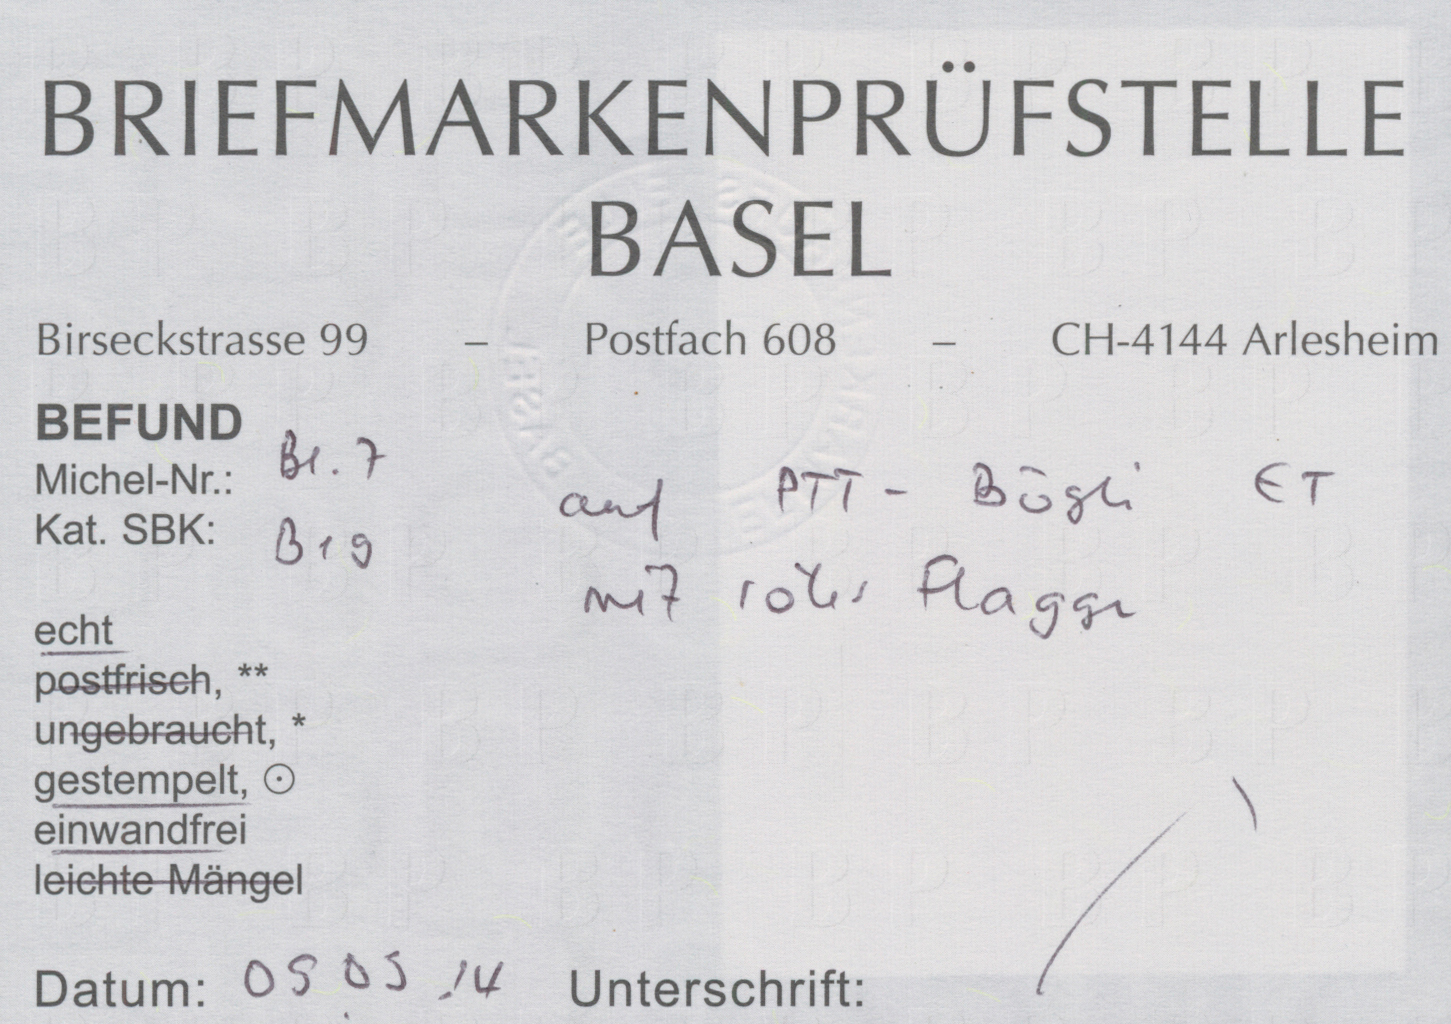 BRIEFMARKENPRÜFSTELLE
BASEL
Birseckstrasse 99 – Postfach 608 – CH-4144 Arlesheim
BEFUND
Michel-Nr.: Bl. 7
Kat. SBK: B19
auf PTT - Bögli ET
mit roter Flagge
echt
postfrisch, **
ungebraucht, *
gestempelt, ⊙
einwandfrei
leichte Mängel
Datum: 05 05 .14 Unterschrift: